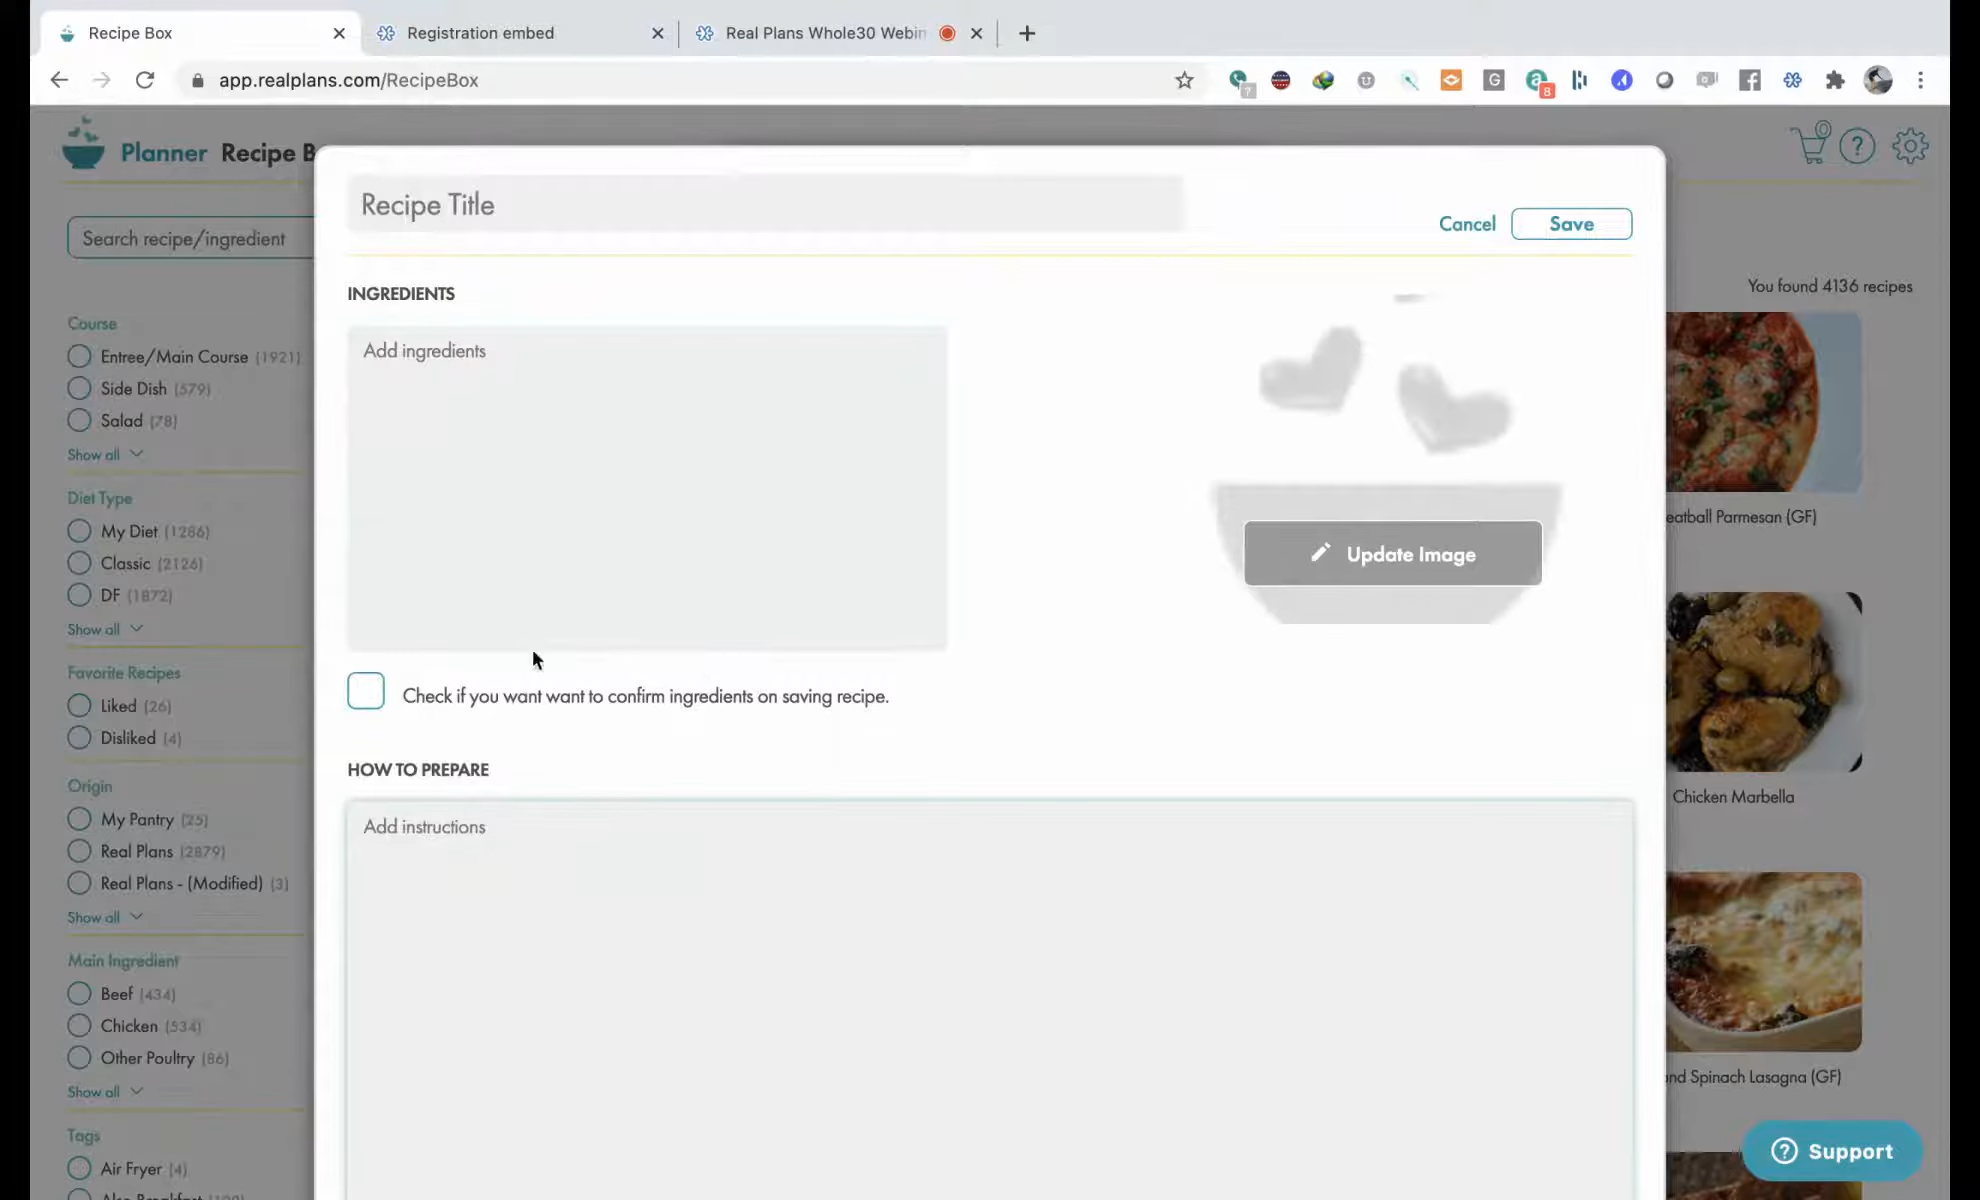 Recipe Box
Registration embed
Real Plans Whole30 Webin
app.realplans.com/RecipeBox
7
G
8
Planner Recipe B
0
?
Search recipe/ingredient
Recipe Title
Cancel
Save
You found 4136 recipes
INGREDIENTS
Add ingredients
Course
Entree/Main Course (1921)
Side Dish (579)
Salad (78)
Show all
Diet Type
My Diet (1286)
Classic (2126)
DF (1872)
Show all
eatball Parmesan (GF)
Update Image
Favorite Recipes
Liked (26)
Disliked (4)
Check if you want want to confirm ingredients on saving recipe.
HOW TO PREPARE
Add instructions
Origin
My Pantry (25)
Real Plans (2879)
Real Plans - (Modified) (3)
Show all
Chicken Marbella
Main Ingredient
Beef (434)
Chicken (534)
Other Poultry (86)
Show all
nd Spinach Lasagna (GF)
Tags
Air Fryer (4)
? Support